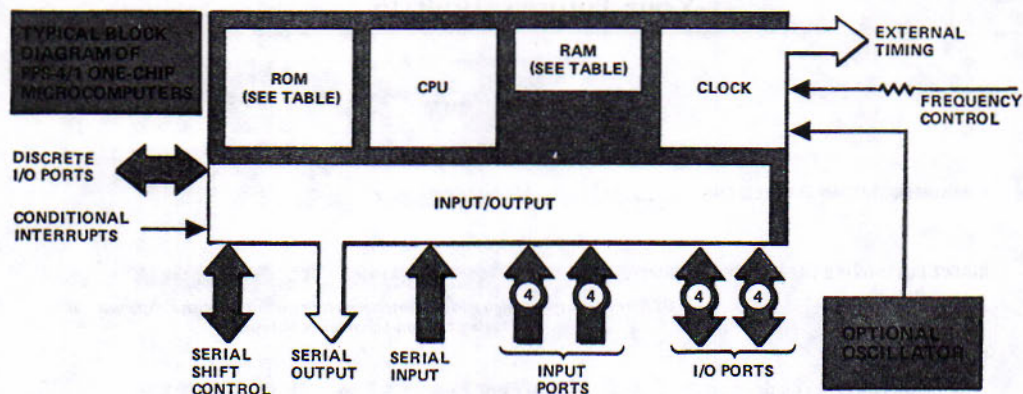 TYPICAL BLOCK
DIAGRAM OF
PPS-4/1 ONE-CHIP
MICROCOMPUTERS
ROM
(SEE TABLE)
CPU
RAM
(SEE TABLE)
CLOCK
EXTERNAL
TIMING
FREQUENCY
CONTROL
DISCRETE
I/O PORTS
CONDITIONAL
INTERRUPTS
INPUT/OUTPUT
4
4
4
4
SERIAL
SHIFT
CONTROL
SERIAL
OUTPUT
SERIAL
INPUT
INPUT
PORTS
I/O PORTS
OPTIONAL
OSCILLATOR